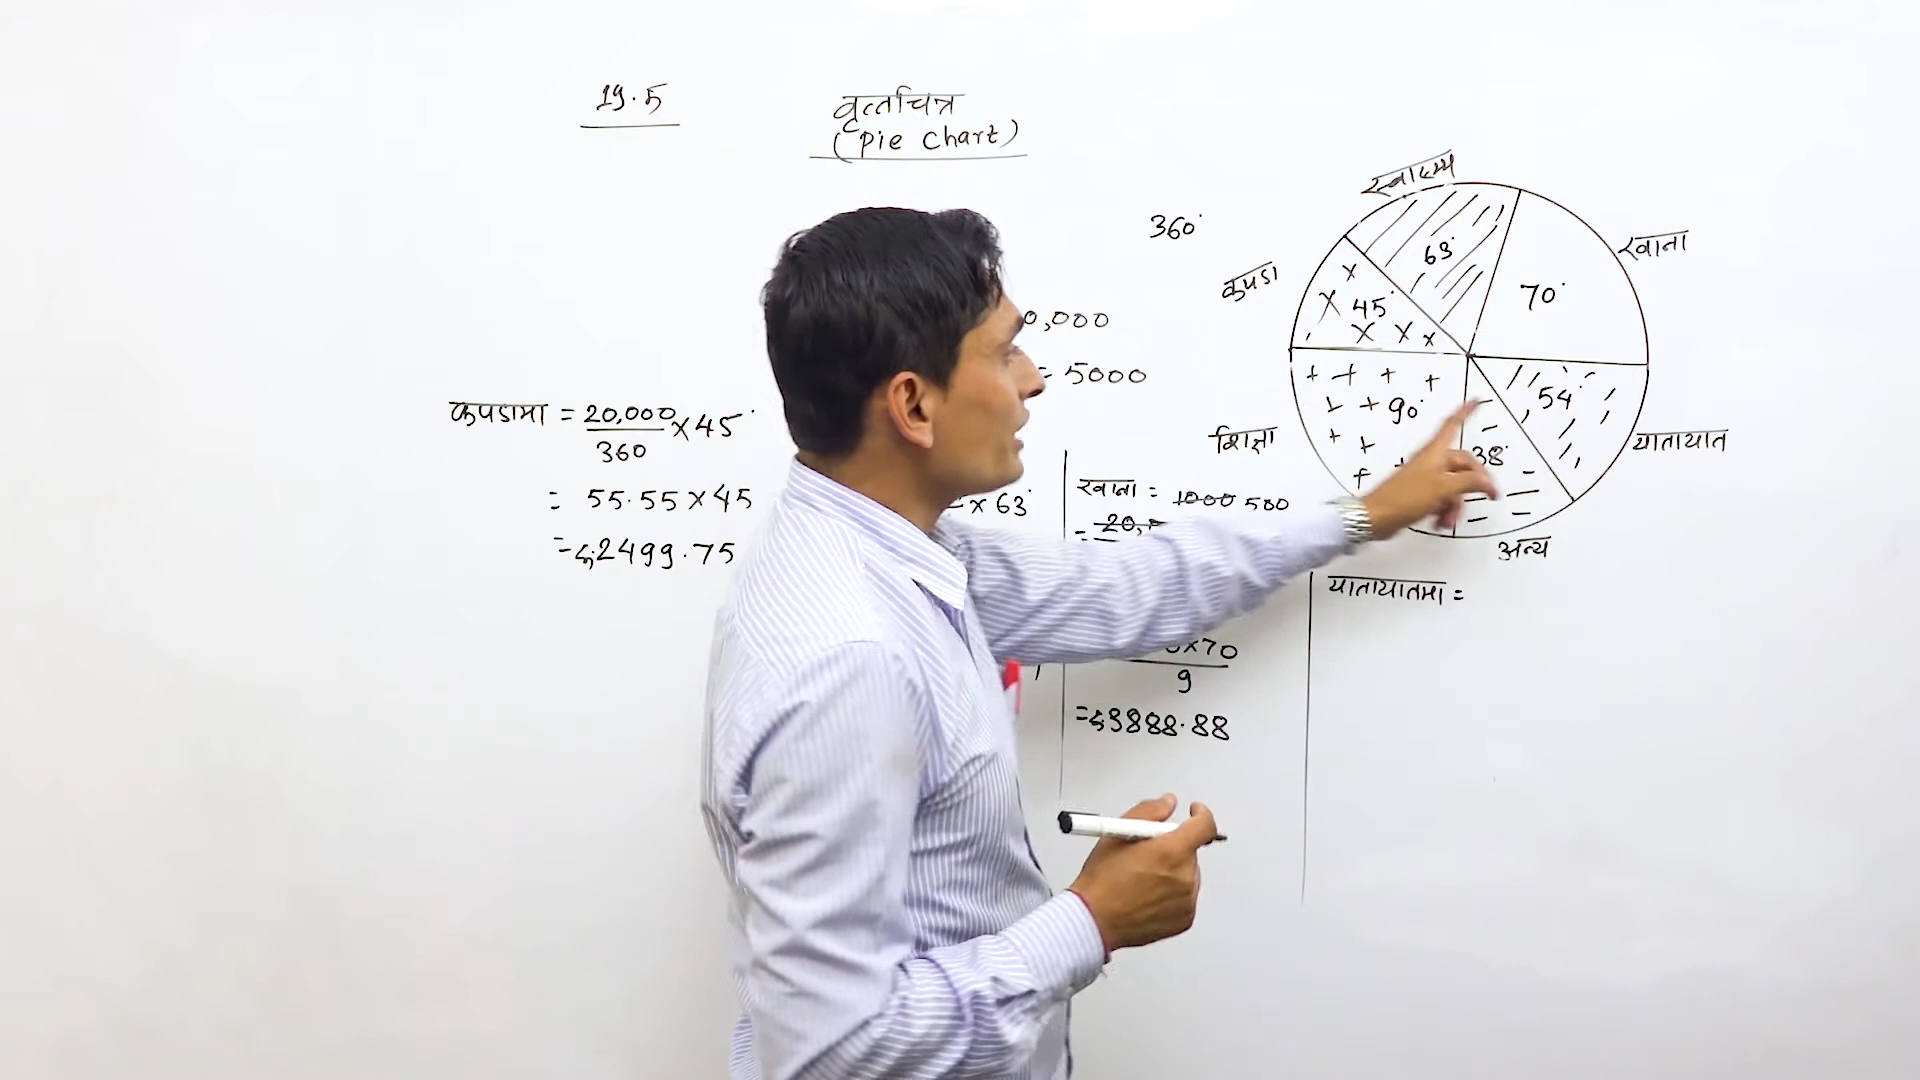 19.5
वृत्तचित्र
(Pie Chart)
360°
0,000
= 5000
कपडामा = 20,000 × 45°
360
= 55.55 × 45
= रु2499.75
× 63°
खाना = 1000 500
= 20,
×70
9
= रु3888.88
यातायातमा =
स्वास्थ्य
63°
खाना
70°
कपडा
45°
शिक्षा
90°
38°
अन्य
54°
यातायात